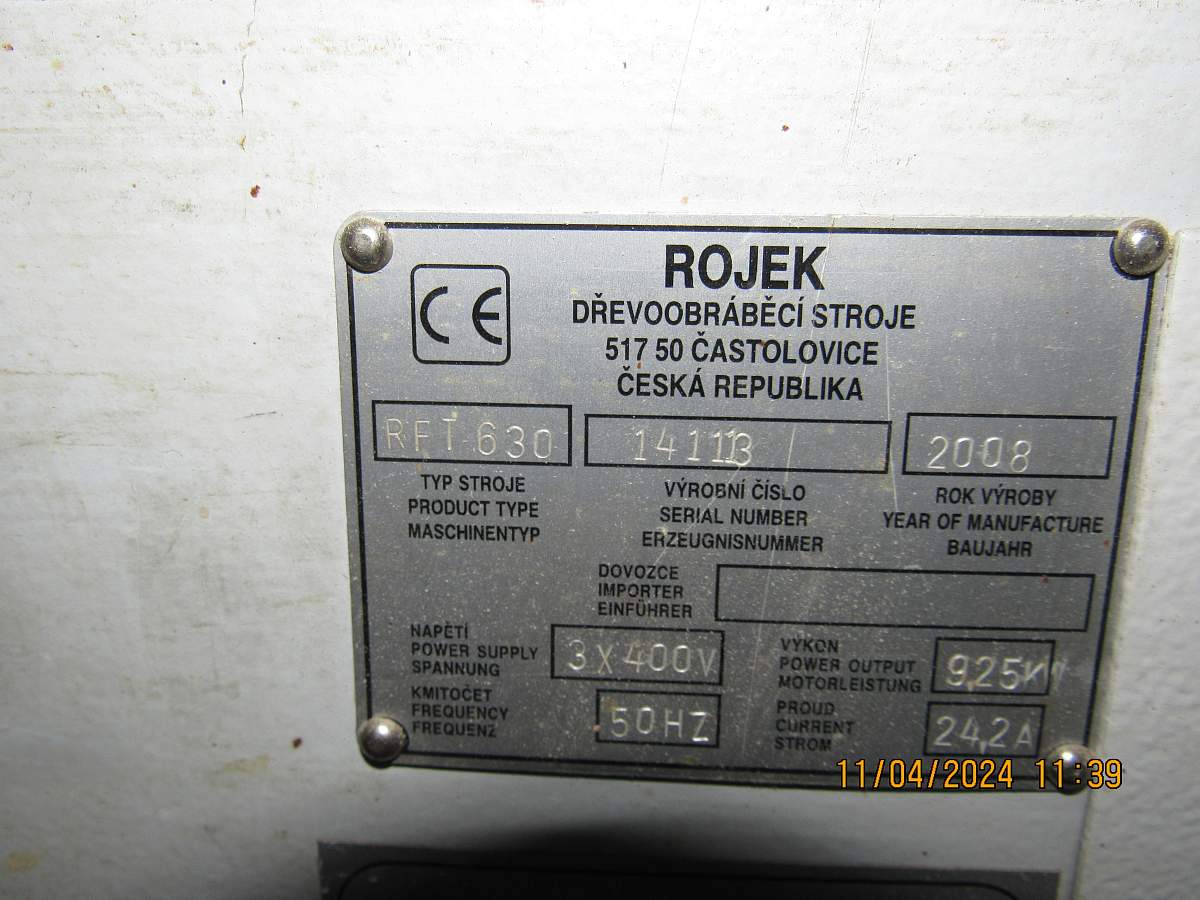 CE
ROJEK
DŘEVOOBRÁBĚCÍ STROJE
517 50 ČASTOLOVICE
ČESKÁ REPUBLIKA
RFT 630
TYP STROJE
PRODUCT TYPE
MASCHINENTYP
VÝROBNÍ ČÍSLO
SERIAL NUMBER
ERZEUGNISNUMMER
2008
ROK VÝROBY
YEAR OF MANUFACTURE
BAUJAHR
DOVOZCE
IMPORTER
EINFÜHRER
NAPĚTÍ
POWER SUPPLY
SPANNUNG
3 X 400V
VÝKON
POWER OUTPUT
MOTORLEISTUNG
KMITOČET
FREQUENCY
FREQUENZ
50HZ
PROUD
CURRENT
STROM
24,2A
11/04/2024 11:39